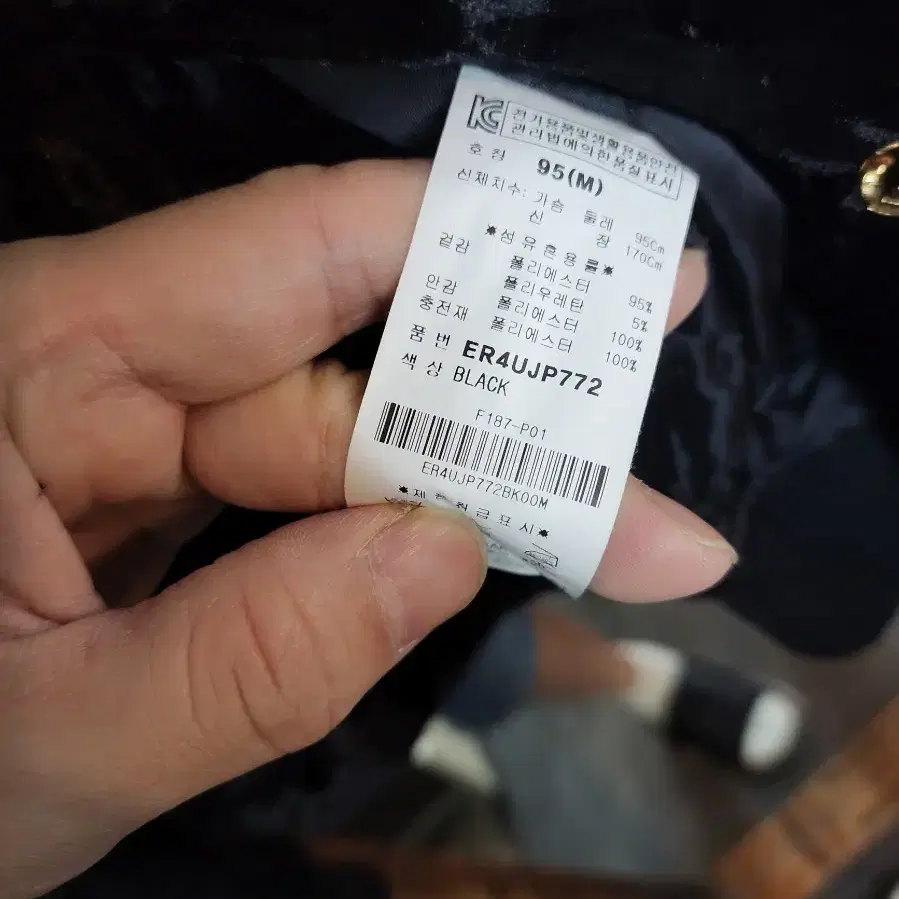 KC 전기용품및생활용품안전
관리법에의한품질표시
호 칭 95(M)
신체치수: 가슴 둘레 95Cm
신 장 170Cm
*섬유혼용률*
겉감 폴리에스터 95%
폴리우레탄 5%
안감 폴리에스터 100%
충전재 폴리에스터 100%
품 번 ER4UJP772
색 상 BLACK
F187-P01
ER4UJP772BK00M
표시*